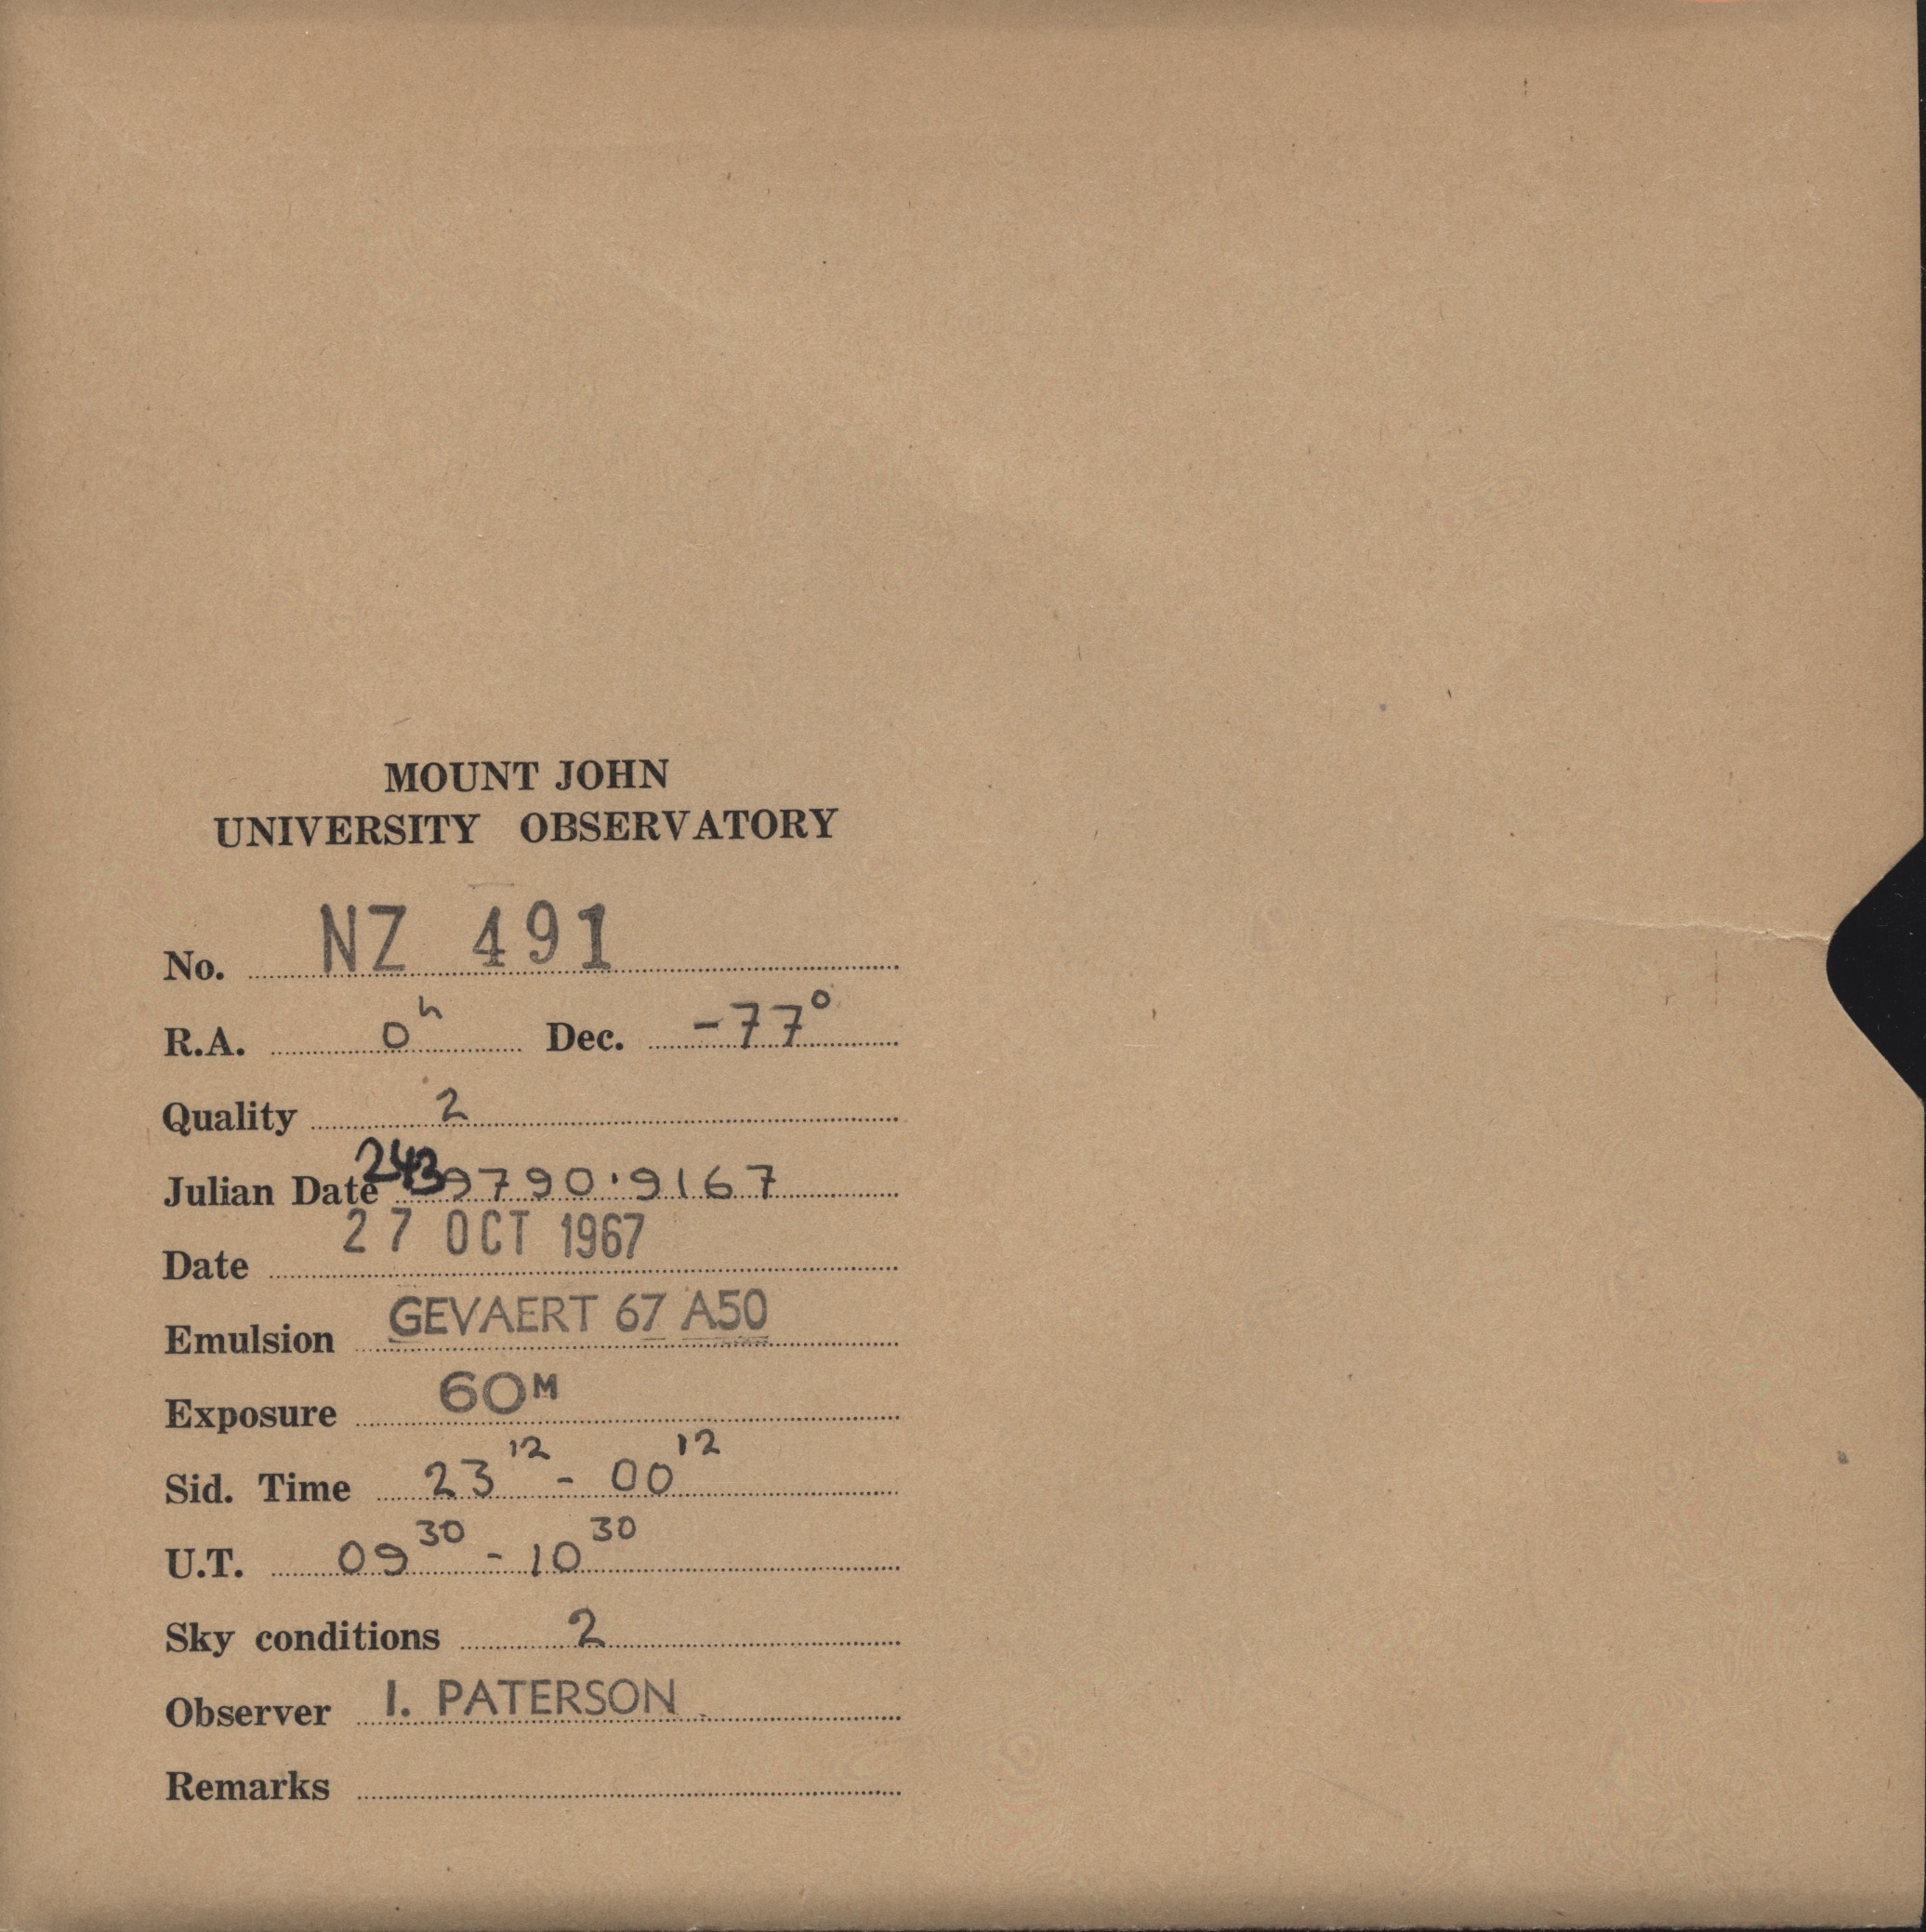 MOUNT JOHN
UNIVERSITY OBSERVATORY
No. NZ 491
R.A. 0h Dec. -77°
Quality 2
Julian Date 2439790·9167
Date 27 OCT 1967
Emulsion GEVAERT 67 A50
Exposure 60M
Sid. Time 23 12 - 00 12
U.T. 09 30 - 10 30
Sky conditions 2
Observer I. PATERSON
Remarks